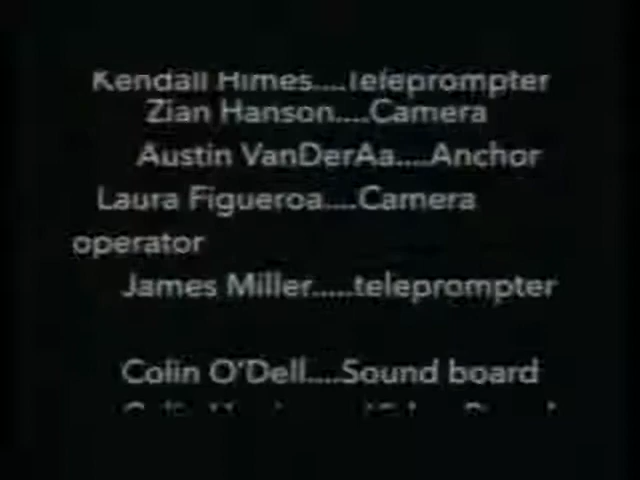 Kendall Himes....teleprompter
Zian Hanson....Camera
Austin VanDerAa....Anchor
Laura Figueroa....Camera
operator
James Miller.....teleprompter
Colin O'Dell....Sound board